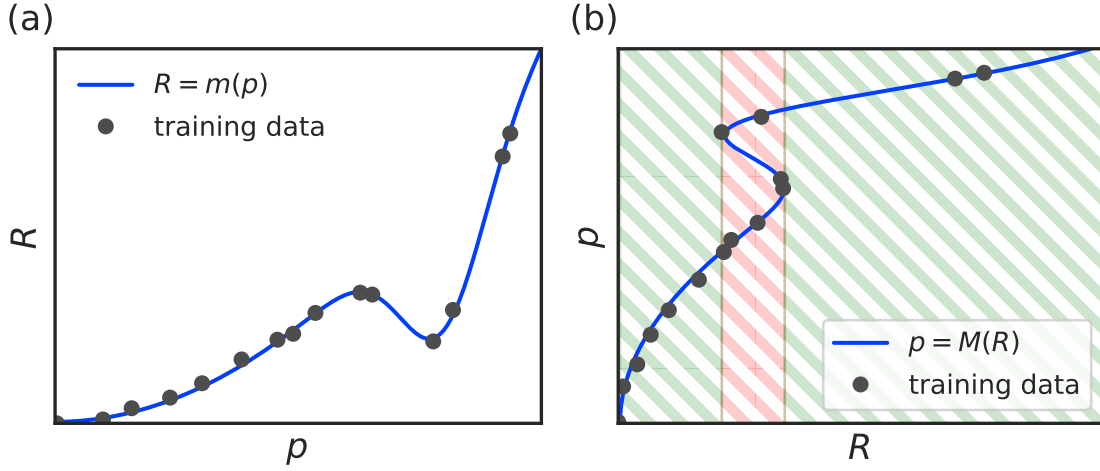 (a)
R = m(p)
training data
R
p
(b)
p = M(R)
training data
p
R